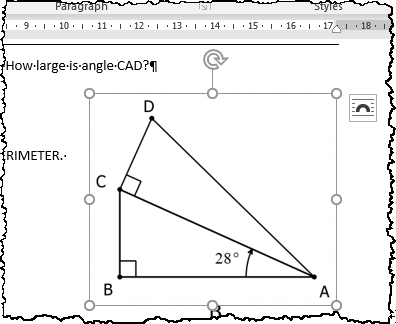 Paragraph Styles
9 10 11 12 13 14 15 16 17 18
How·large·is·angle·CAD?¶
D
RIMETER.·
C
28°
B A